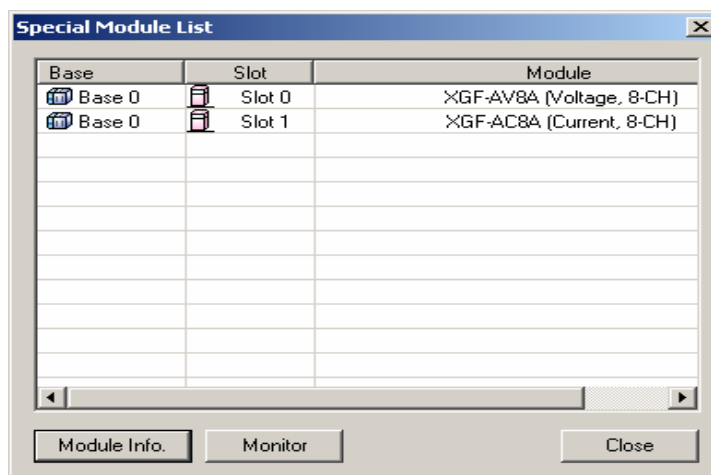 Special Module List
Base Slot Module
Base 0 Slot 0 XGF-AV8A (Voltage, 8-CH)
Base 0 Slot 1 XGF-AC8A (Current, 8-CH)
Module Info. Monitor Close